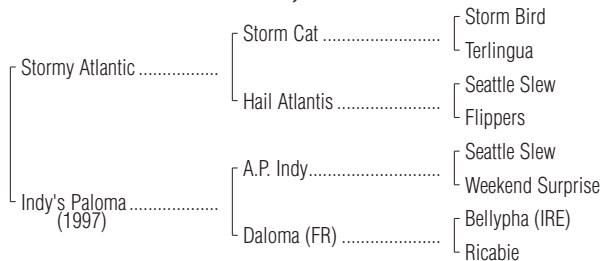 Storm Bird
Storm Cat ........................
Terlingua
Stormy Atlantic ................
Seattle Slew
Hail Atlantis .....................
Flippers
Seattle Slew
A.P. Indy...........................
Weekend Surprise
Indy's Paloma ..................
(1997)
Bellypha (IRE)
Daloma (FR) ....................
Ricabie